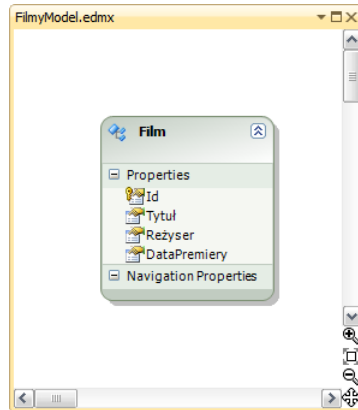 FilmyModel.edmx
Film
Properties
Id
Tytuł
Reżyser
DataPremiery
Navigation Properties